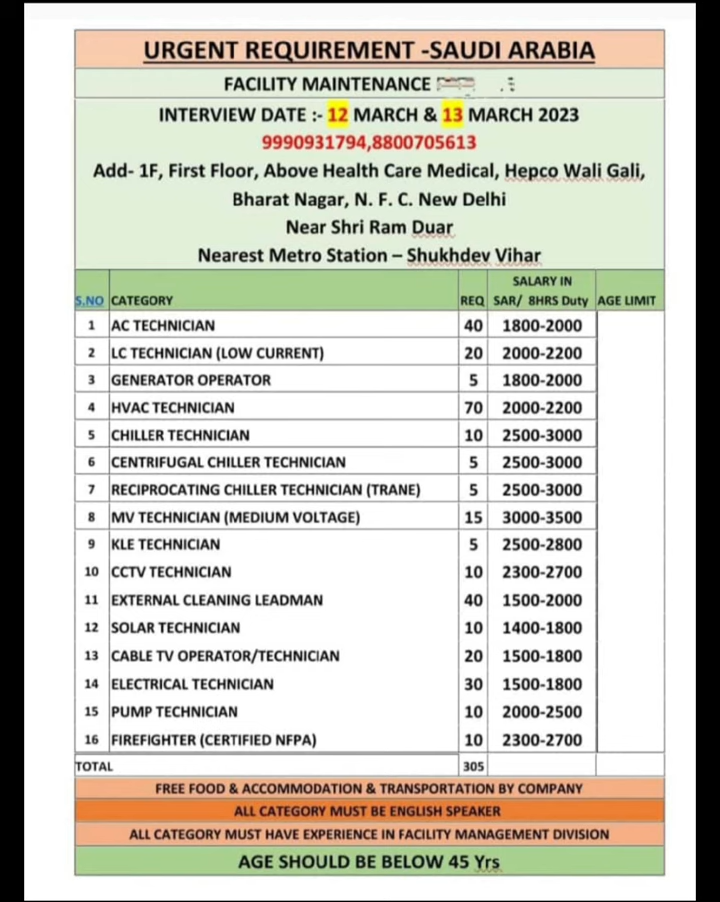 URGENT REQUIREMENT -SAUDI ARABIA
FACILITY MAINTENANCE
INTERVIEW DATE :- 12 MARCH & 13 MARCH 2023
9990931794,8800705613
Add- 1F, First Floor, Above Health Care Medical, Hepco Wali Gali,
Bharat Nagar, N. F. C. New Delhi
Near Shri Ram Duar
Nearest Metro Station – Shukhdev Vihar
S.NO CATEGORY REQ SALARY IN SAR/ 8HRS Duty AGE LIMIT
1 AC TECHNICIAN 40 1800-2000
2 LC TECHNICIAN (LOW CURRENT) 20 2000-2200
3 GENERATOR OPERATOR 5 1800-2000
4 HVAC TECHNICIAN 70 2000-2200
5 CHILLER TECHNICIAN 10 2500-3000
6 CENTRIFUGAL CHILLER TECHNICIAN 5 2500-3000
7 RECIPROCATING CHILLER TECHNICIAN (TRANE) 5 2500-3000
8 MV TECHNICIAN (MEDIUM VOLTAGE) 15 3000-3500
9 KLE TECHNICIAN 5 2500-2800
10 CCTV TECHNICIAN 10 2300-2700
11 EXTERNAL CLEANING LEADMAN 40 1500-2000
12 SOLAR TECHNICIAN 10 1400-1800
13 CABLE TV OPERATOR/TECHNICIAN 20 1500-1800
14 ELECTRICAL TECHNICIAN 30 1500-1800
15 PUMP TECHNICIAN 10 2000-2500
16 FIREFIGHTER (CERTIFIED NFPA) 10 2300-2700
TOTAL 305
FREE FOOD & ACCOMMODATION & TRANSPORTATION BY COMPANY
ALL CATEGORY MUST BE ENGLISH SPEAKER
ALL CATEGORY MUST HAVE EXPERIENCE IN FACILITY MANAGEMENT DIVISION
AGE SHOULD BE BELOW 45 Yrs